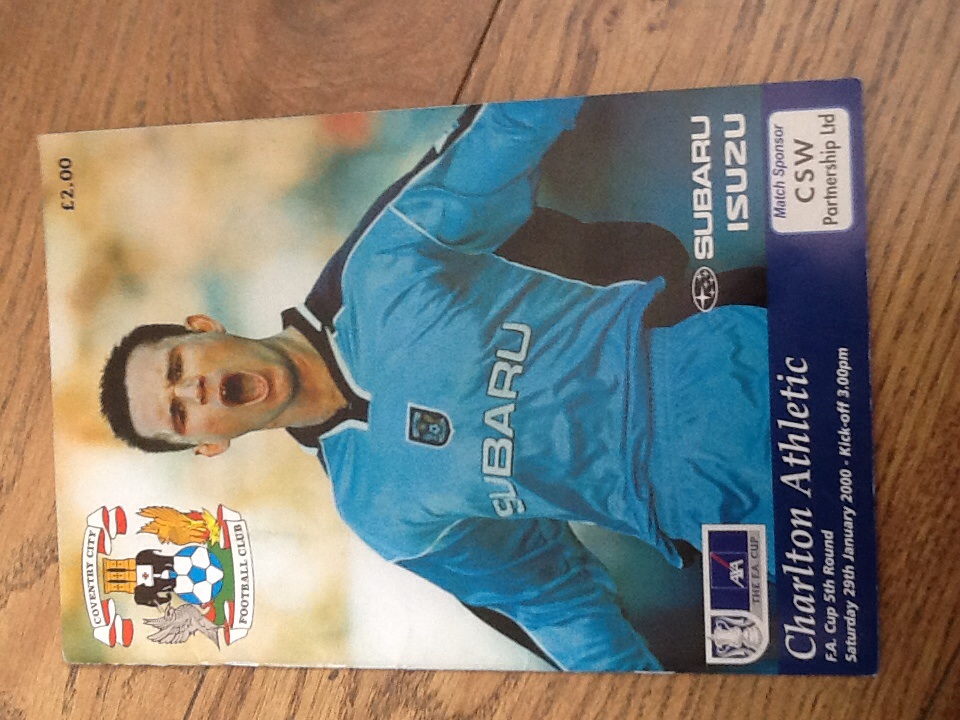 £2.00
COVENTRY CITY
FOOTBALL CLUB
SUBARU
SUBARU
ISUZU
AXA
THE F.A. CUP
Charlton Athletic
F.A. Cup 5th Round
Saturday 29th January 2000 - Kick-off 3.00pm
Match Sponsor
CSW
Partnership Ltd